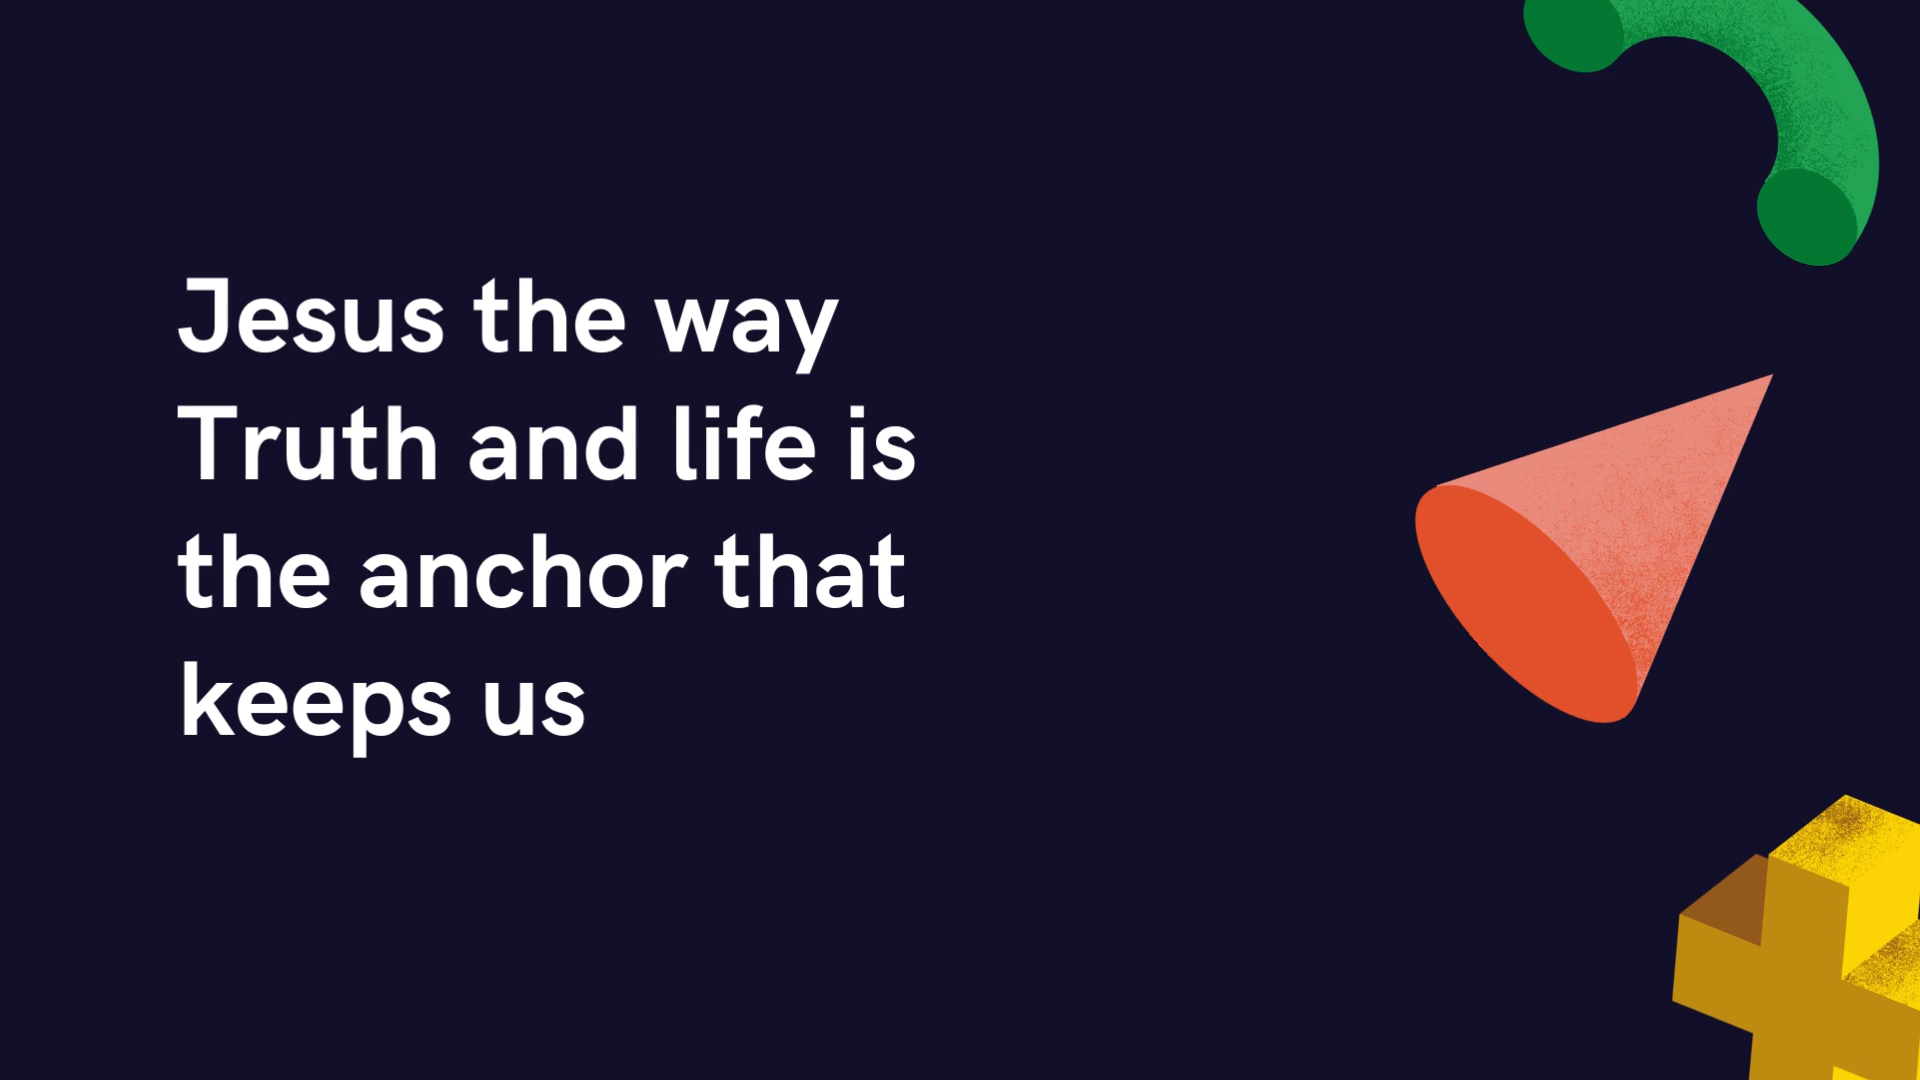 Jesus the way
Truth and life is
the anchor that
keeps us